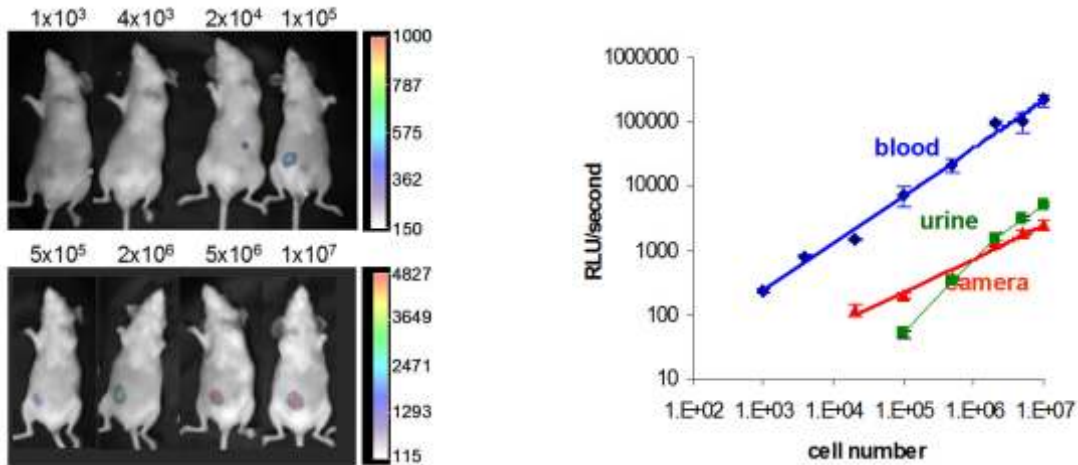 1x10³ 4x10³ 2x10⁴ 1x10⁵
1000
787
575
362
150
5x10⁵ 2x10⁶ 5x10⁶ 1x10⁷
4827
3649
2471
1293
115
1000000
100000
10000
1000
100
10
RLU/second
blood
urine
camera
1.E+02 1.E+03 1.E+04 1.E+05 1.E+06 1.E+07
cell number